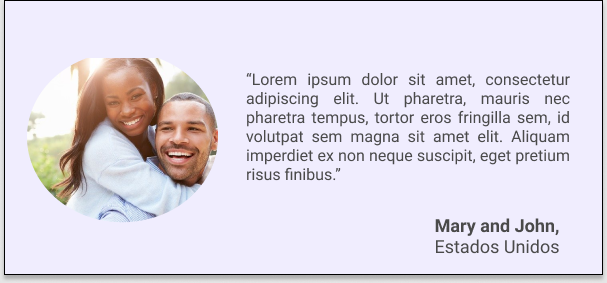 “Lorem ipsum dolor sit amet, consectetur
adipiscing elit. Ut pharetra, mauris nec
pharetra tempus, tortor eros fringilla sem, id
volutpat sem magna sit amet elit. Aliquam
imperdiet ex non neque suscipit, eget pretium
risus finibus.”
Mary and John,
Estados Unidos